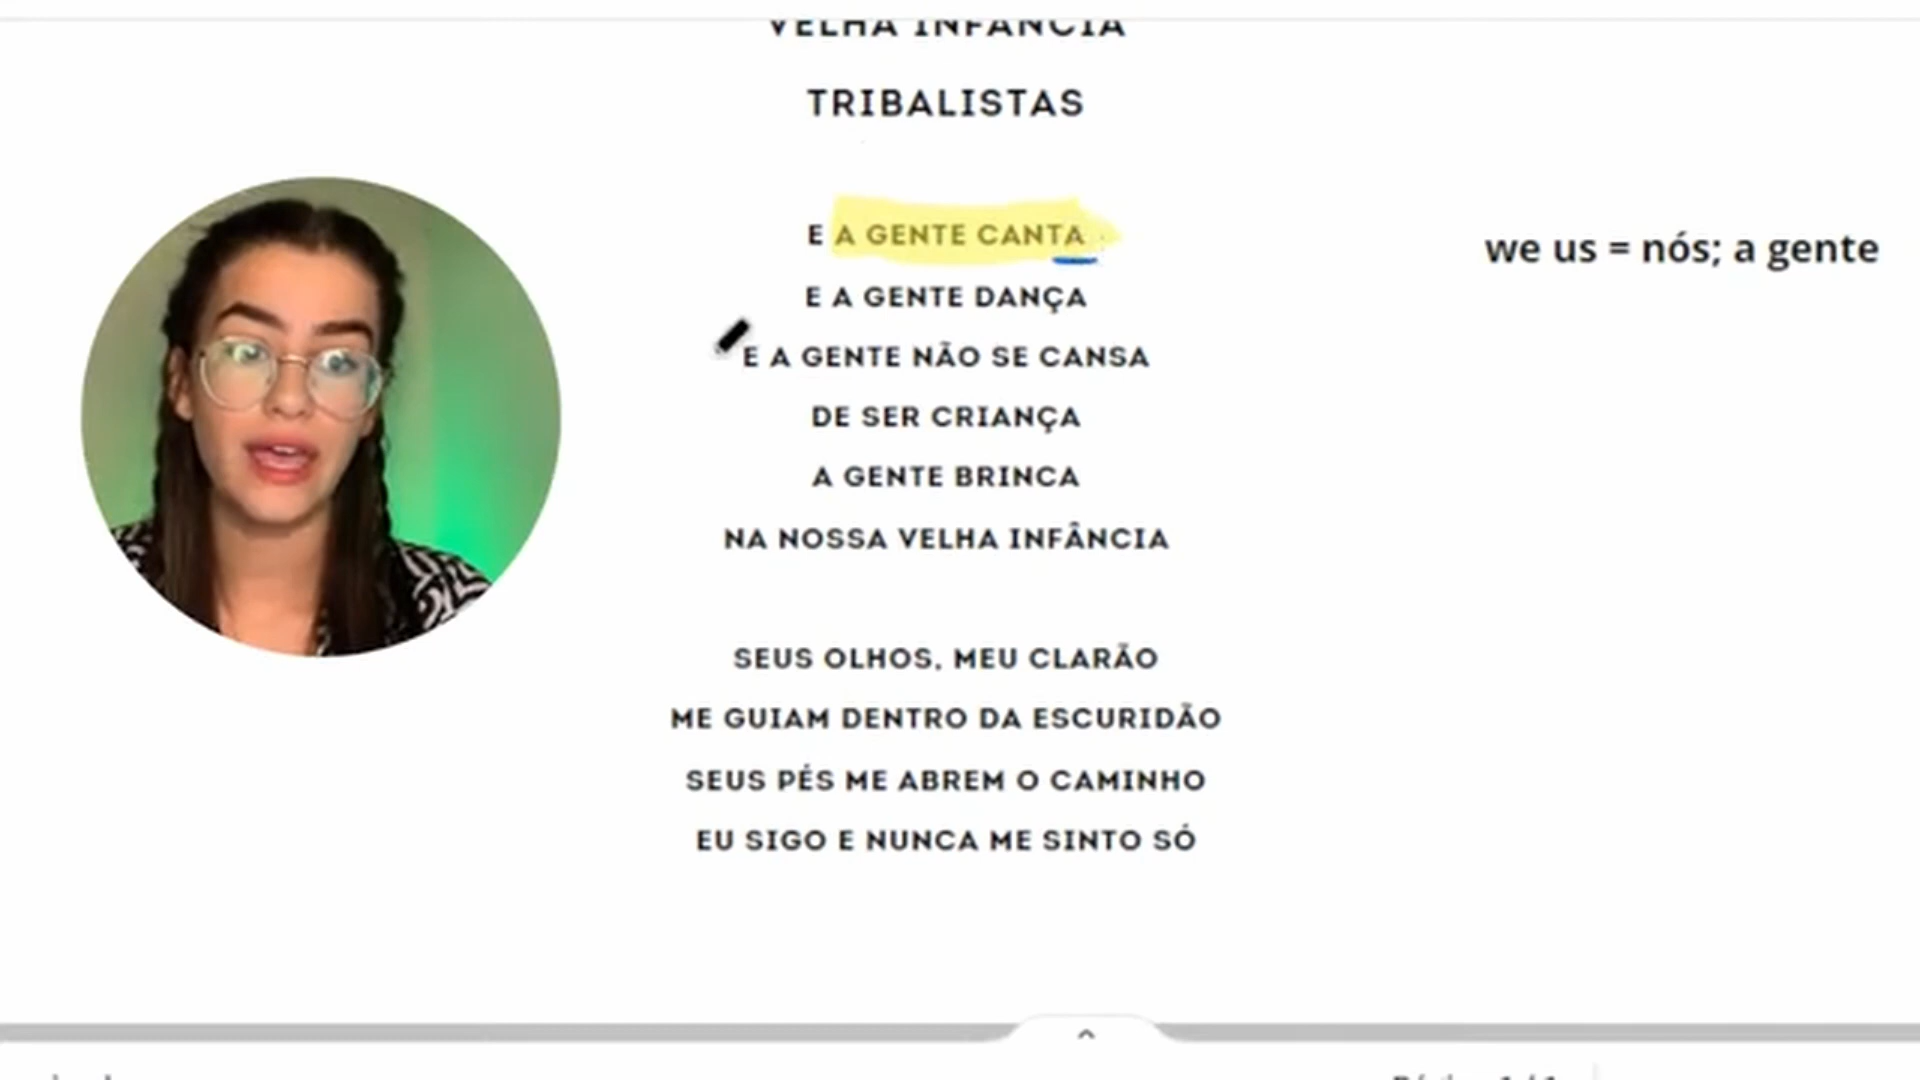 VELHA INFÂNCIA
TRIBALISTAS
E A GENTE CANTA
E A GENTE DANÇA
E A GENTE NÃO SE CANSA
DE SER CRIANÇA
A GENTE BRINCA
NA NOSSA VELHA INFÂNCIA
SEUS OLHOS, MEU CLARÃO
ME GUIAM DENTRO DA ESCURIDÃO
SEUS PÉS ME ABREM O CAMINHO
EU SIGO E NUNCA ME SINTO SÓ
we us = nós; a gente